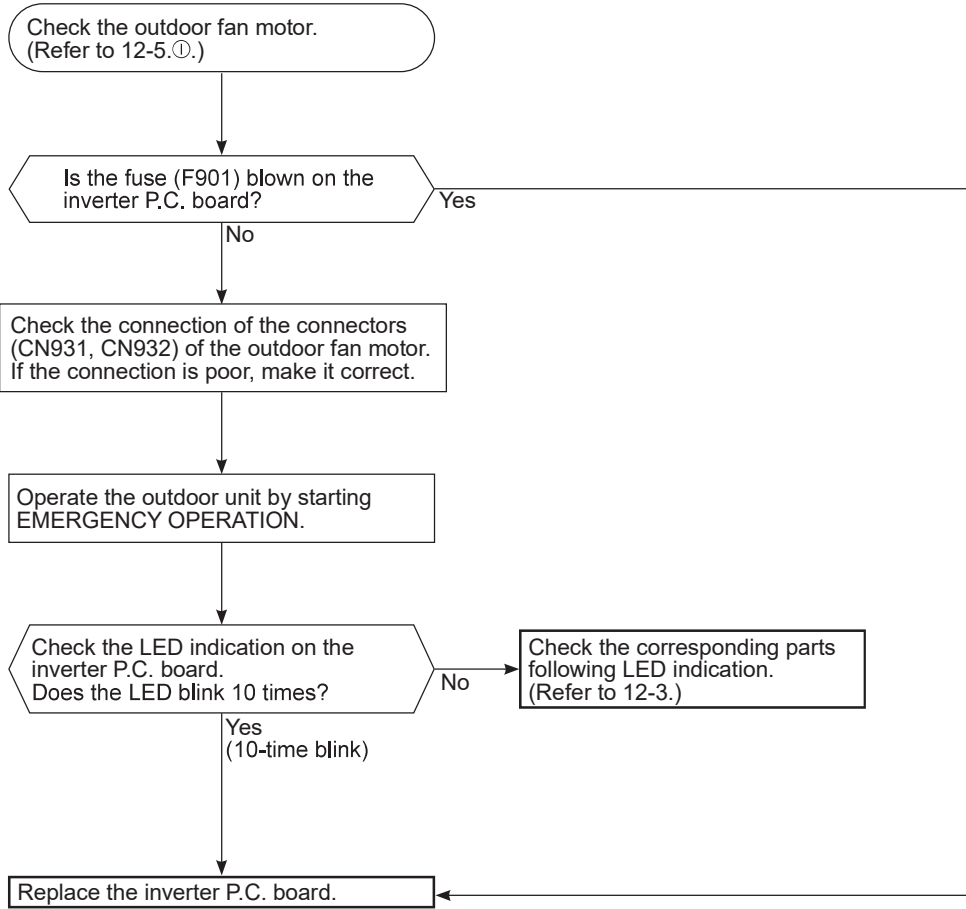 Check the outdoor fan motor.
(Refer to 12-5.Ⓘ.)
Is the fuse (F901) blown on the
inverter P.C. board?
Yes
No
Check the connection of the connectors
(CN931, CN932) of the outdoor fan motor.
If the connection is poor, make it correct.
Operate the outdoor unit by starting
EMERGENCY OPERATION.
Check the LED indication on the
inverter P.C. board.
Does the LED blink 10 times?
No
Check the corresponding parts
following LED indication.
(Refer to 12-3.)
Yes
(10-time blink)
Replace the inverter P.C. board.